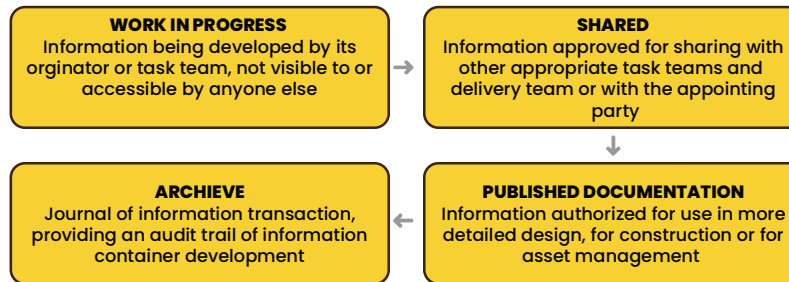 WORK IN PROGRESS
Information being developed by its
orginator or task team, not visible to or
accessible by anyone else
SHARED
Information approved for sharing with
other appropriate task teams and
delivery team or with the appointing
party
ARCHIEVE
Journal of information transaction,
providing an audit trail of information
container development
PUBLISHED DOCUMENTATION
Information authorized for use in more
detailed design, for construction or for
asset management